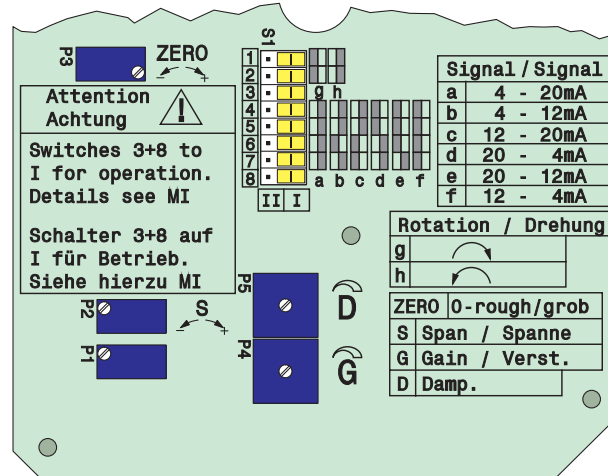 P3
ZERO
- +
S1
1
2
3
4
5
6
7
8
g h
a b c d e f
II I
Attention
Achtung
!
Switches 3+8 to
I for operation.
Details see MI
Schalter 3+8 auf
I für Betrieb.
Siehe hierzu MI
Signal / Signal
a 4 - 20mA
b 4 - 12mA
c 12 - 20mA
d 20 - 4mA
e 20 - 12mA
f 12 - 4mA
Rotation / Drehung
g
h
P2
S
- +
P1
P5
D
P4
G
ZERO 0-rough/grob
S Span / Spanne
G Gain / Verst.
D Damp.